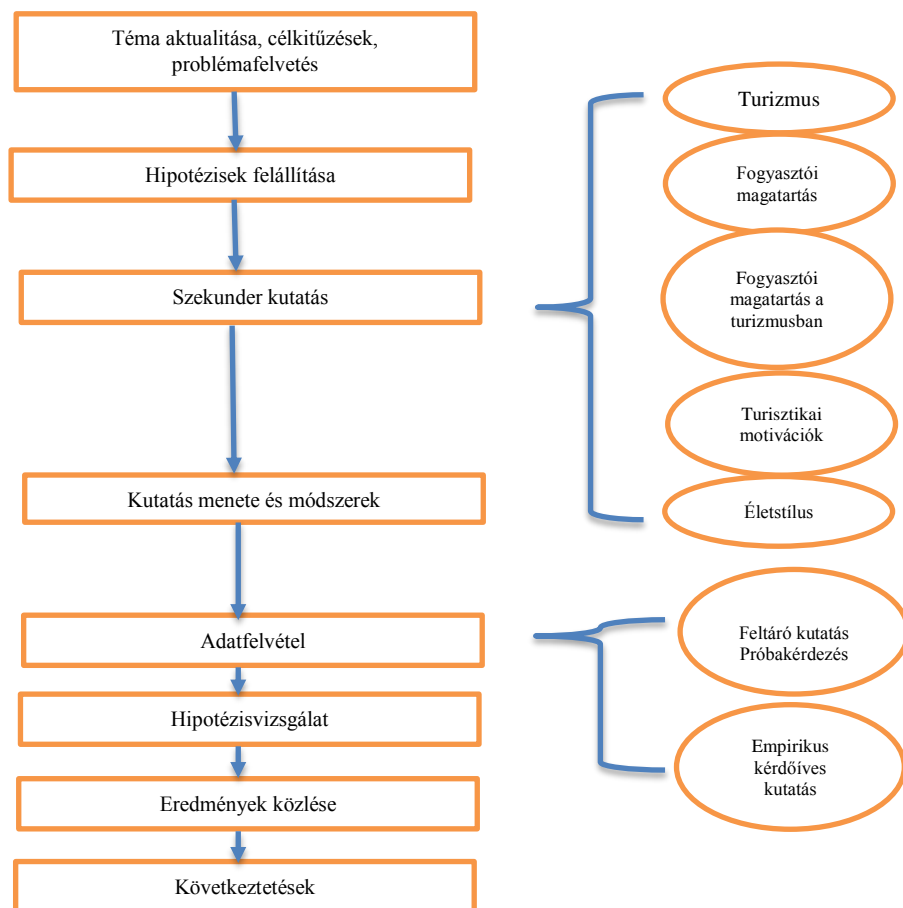 Téma aktualitása, célkitűzések,
problémafelvetés
Hipotézisek felállítása
Szekunder kutatás
Kutatás menete és módszerek
Adatfelvétel
Hipotézisvizsgálat
Eredmények közlése
Következtetések
Turizmus
Fogyasztói
magatartás
Fogyasztói
magatartás a
turizmusban
Turisztikai
motivációk
Életstílus
Feltáró kutatás
Próbakérdezés
Empirikus
kérdőíves
kutatás